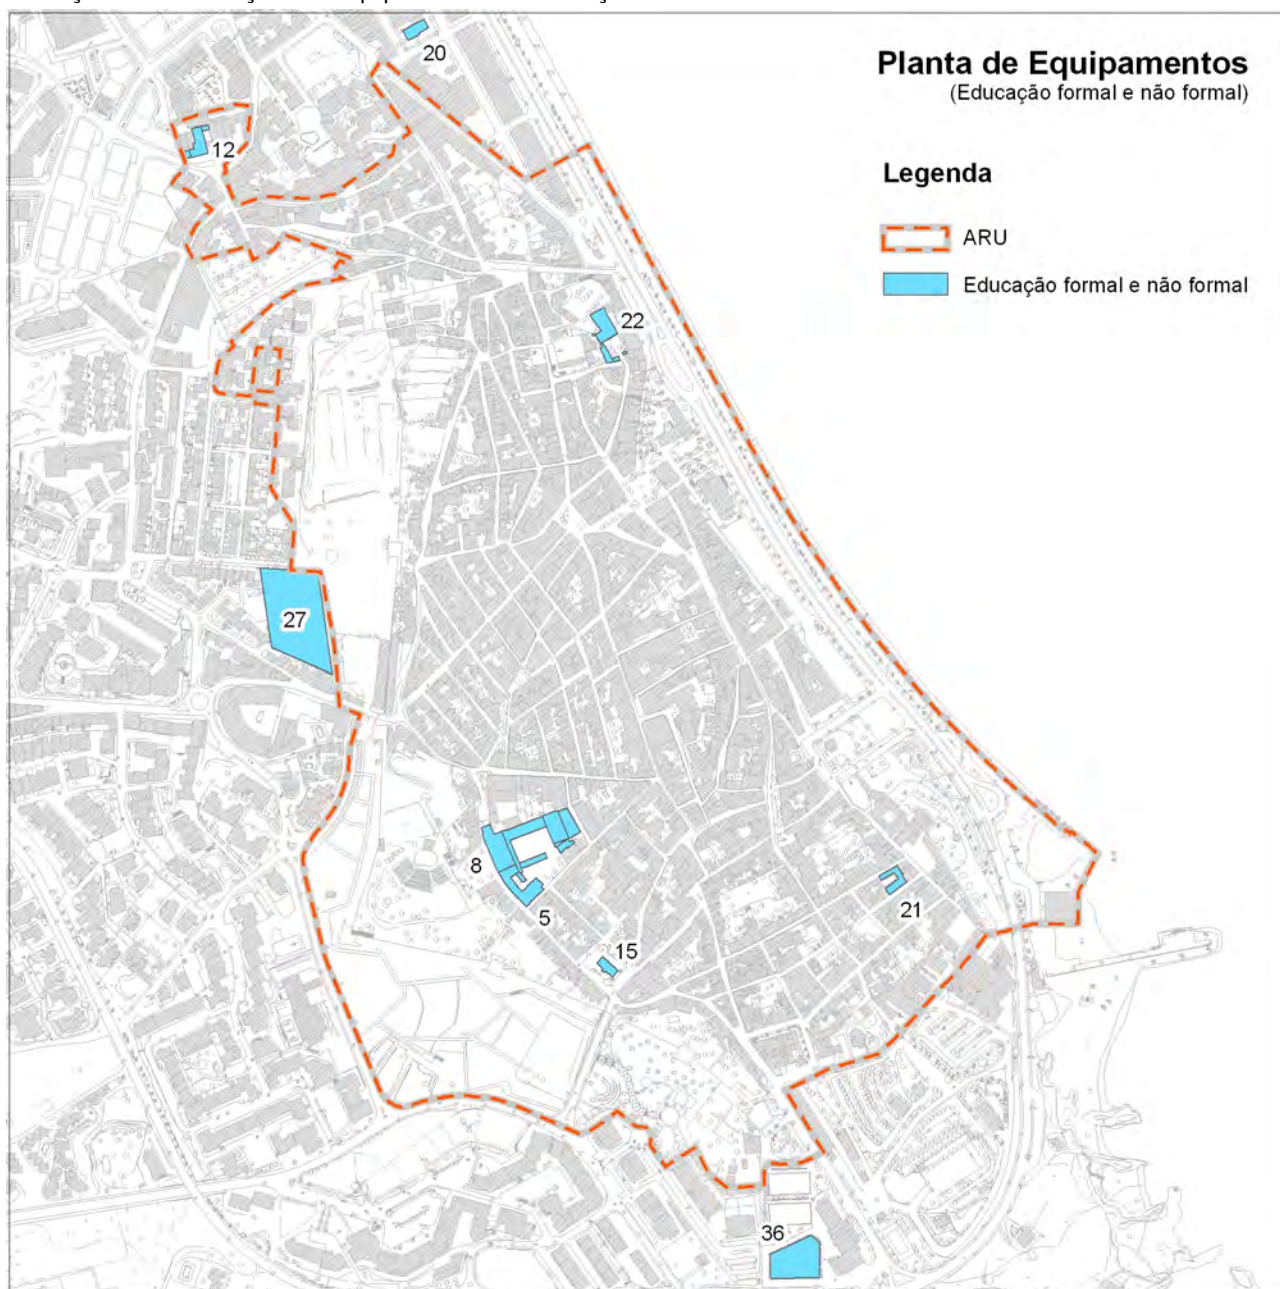 Planta de Equipamentos
(Educação formal e não formal)
Legenda
ARU
Educação formal e não formal
20
12
22
27
8
5
15
21
36